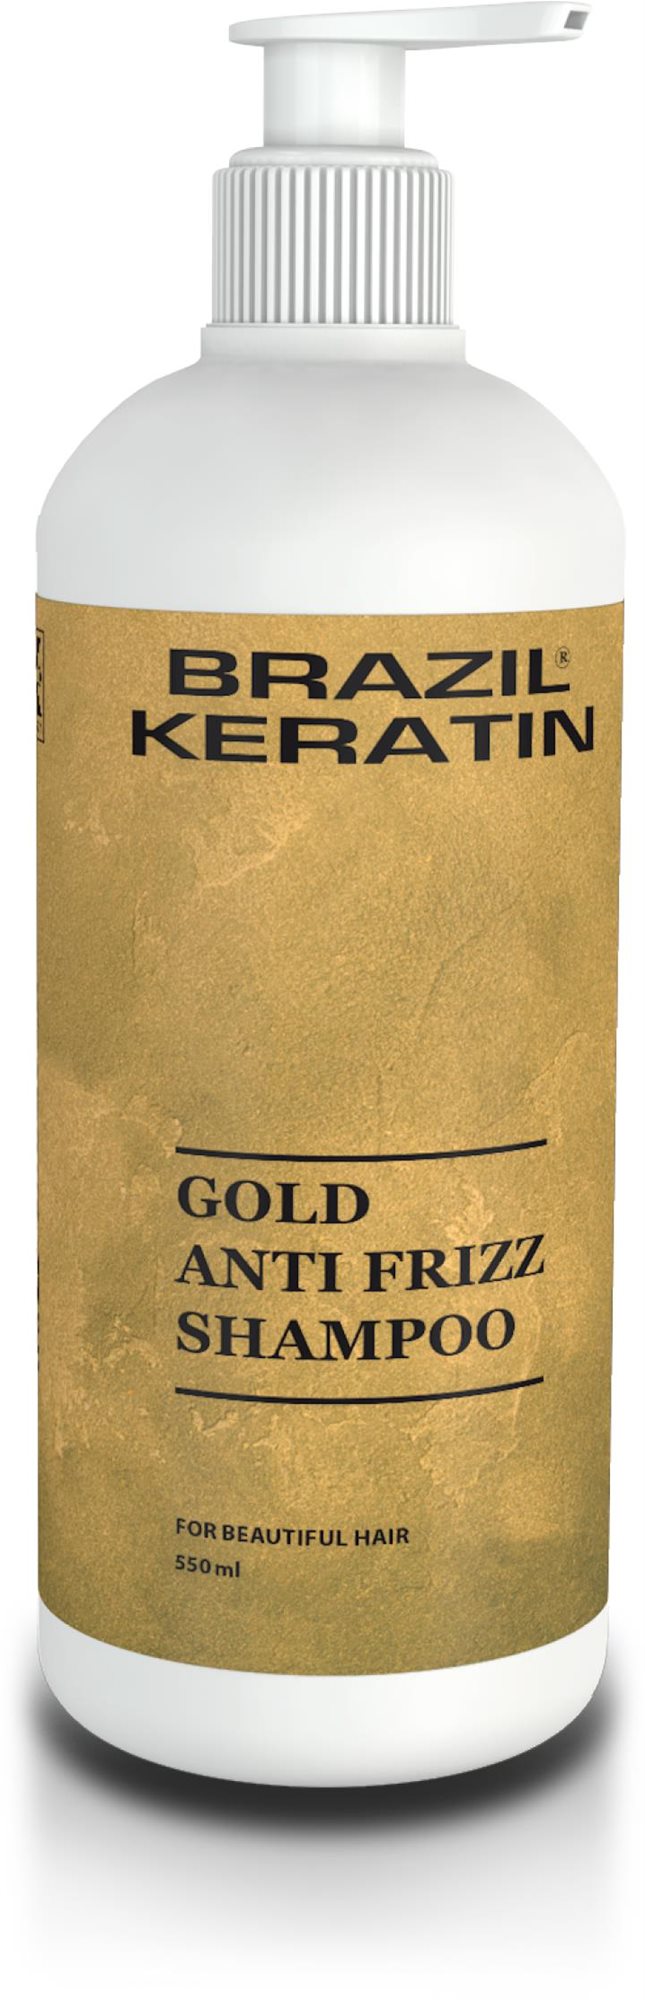 BRAZIL®
KERATIN
GOLD
ANTI FRIZZ
SHAMPOO
FOR BEAUTIFUL HAIR
550 ml